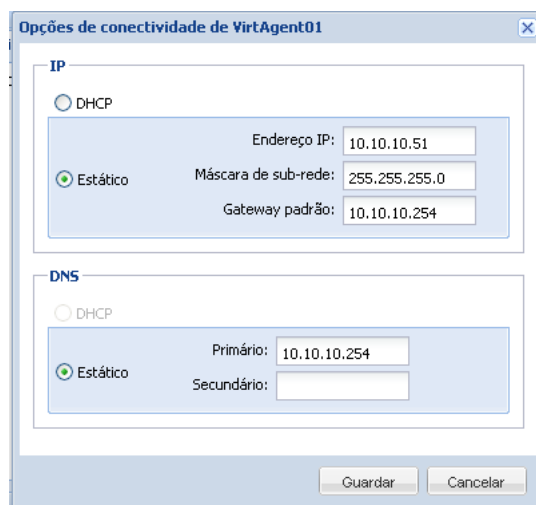 Opções de conectividade de VirtAgent01
IP
DHCP
Estático
Endereço IP: 10.10.10.51
Máscara de sub-rede: 255.255.255.0
Gateway padrão: 10.10.10.254
DNS
DHCP
Estático
Primário: 10.10.10.254
Secundário:
Guardar Cancelar